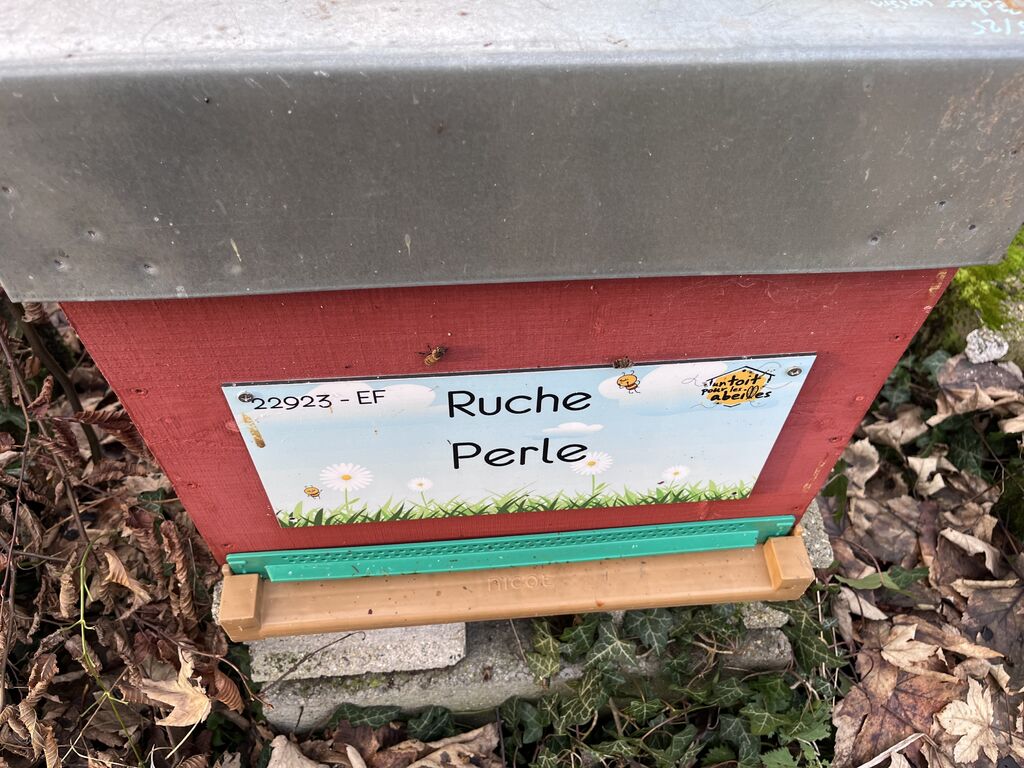 22923 - EF
Ruche
Perle
un toit
pour les
abeilles
nicot